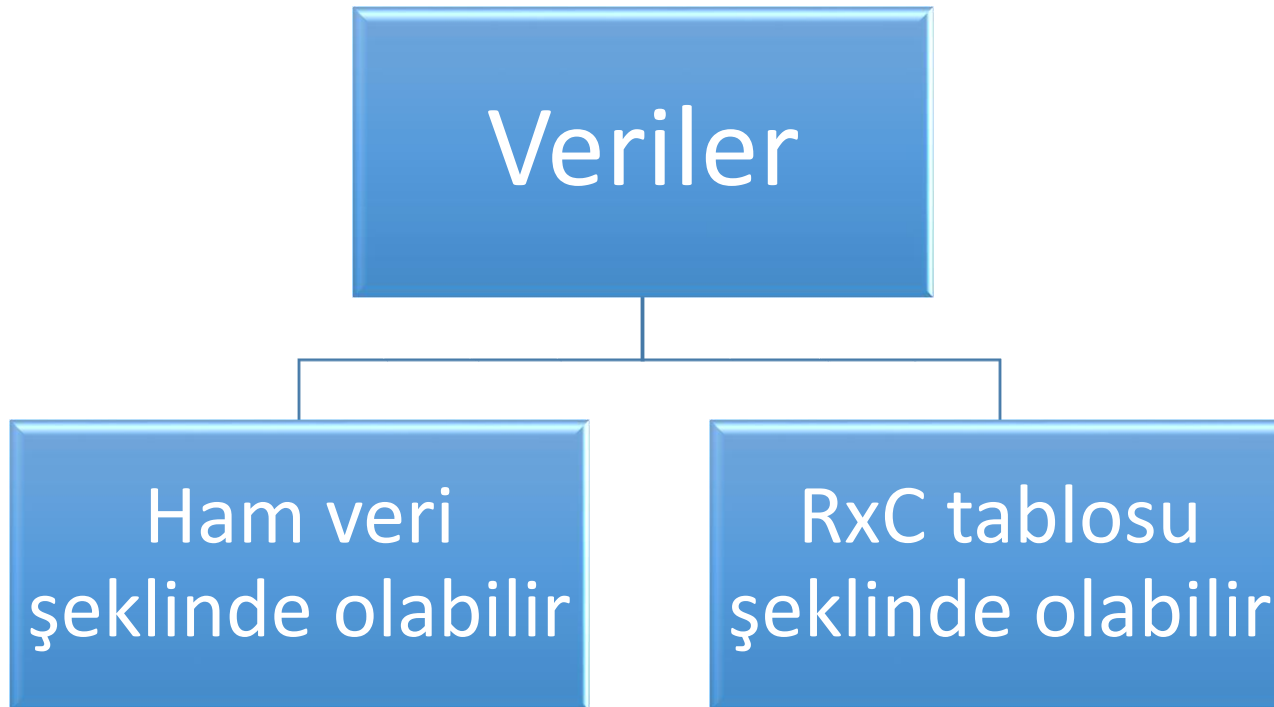 Veriler
Ham veri
şeklinde olabilir
RxC tablosu
şeklinde olabilir